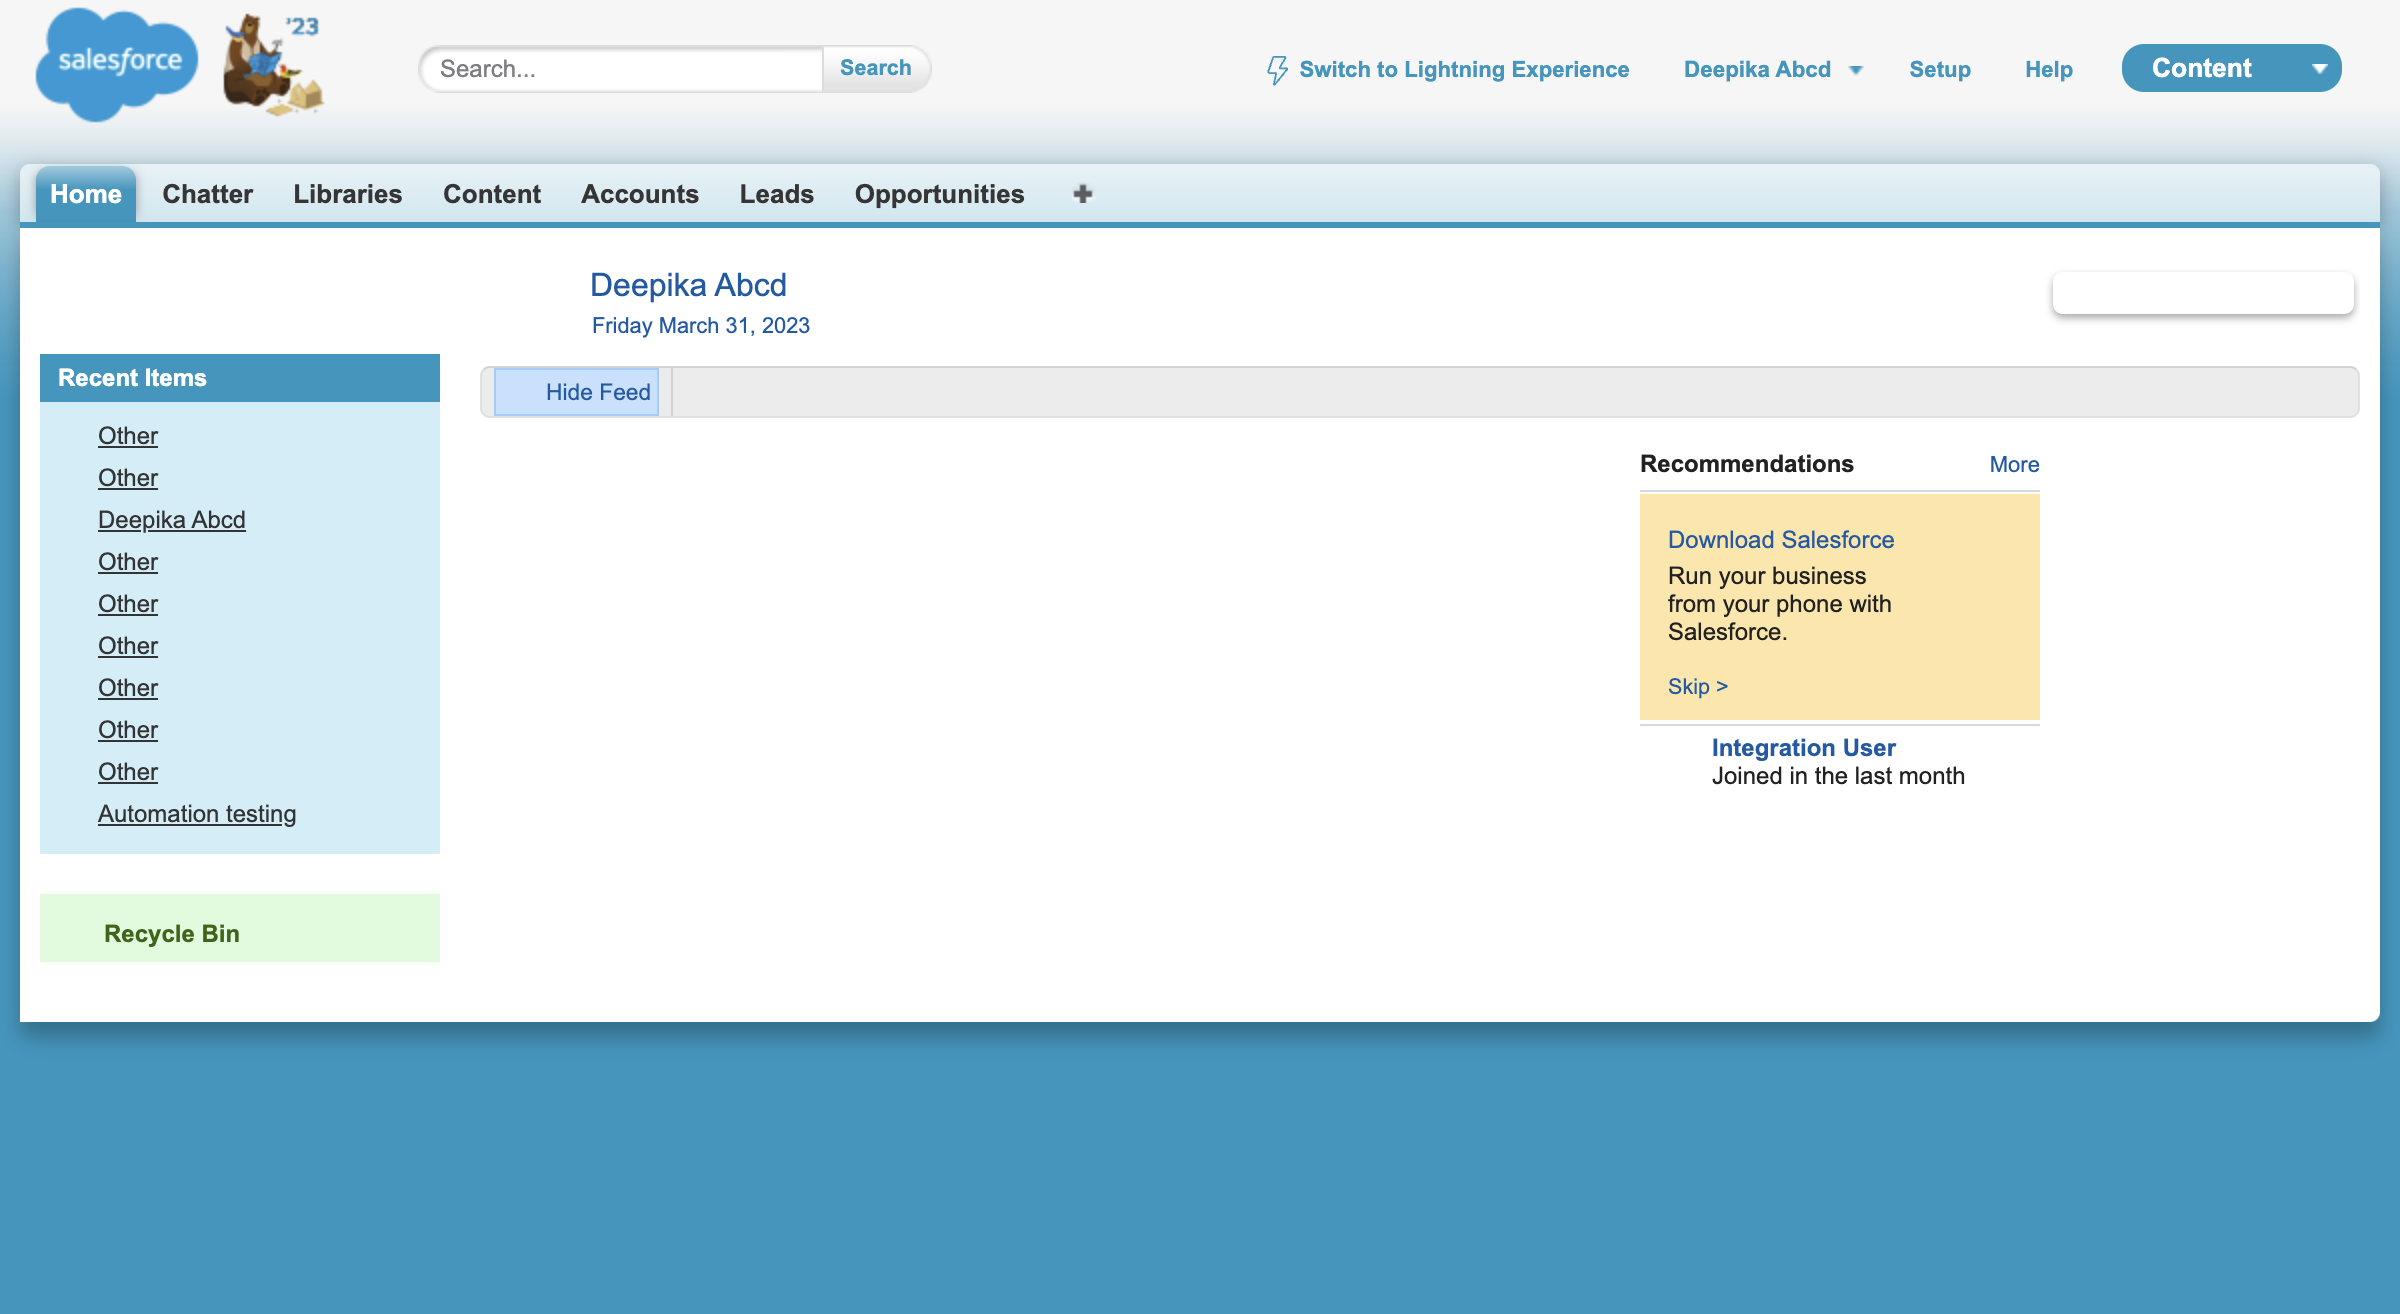 salesforce
'23
Search...
Search
Switch to Lightning Experience
Deepika Abcd
Setup
Help
Content
Home
Chatter
Libraries
Content
Accounts
Leads
Opportunities
Deepika Abcd
Friday March 31, 2023
Recent Items
Other
Other
Deepika Abcd
Other
Other
Other
Other
Other
Other
Automation testing
Recycle Bin
Hide Feed
Recommendations
More
Download Salesforce
Run your business
from your phone with
Salesforce.
Skip >
Integration User
Joined in the last month